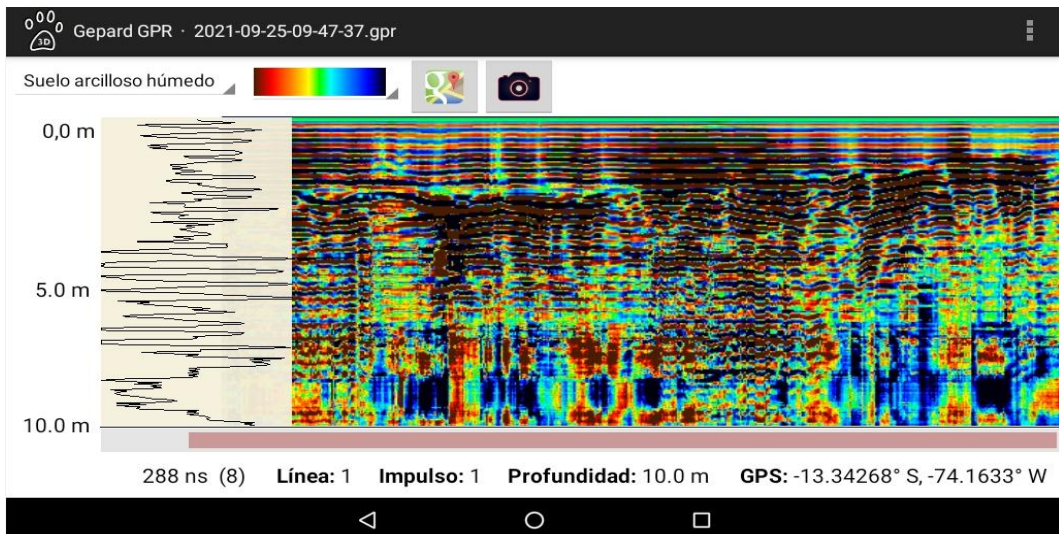 3D Gepard GPR · 2021-09-25-09-47-37.gpr
Suelo arcilloso húmedo
0,0 m
5.0 m
10.0 m
288 ns (8) Línea: 1 Impulso: 1 Profundidad: 10.0 m GPS: -13.34268° S, -74.1633° W